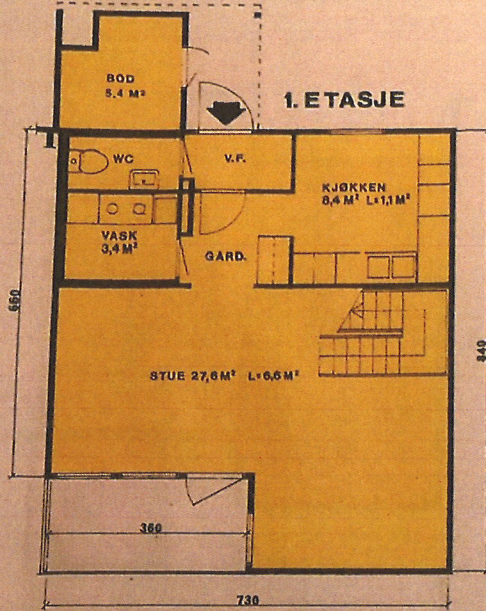 BOD
5,4 M²
1. ETASJE
WC
V.F.
KJØKKEN
8,4 M² L=1,1 M²
VASK
3,4 M²
GARD.
660
840
STUE 27,6 M² L=6,6 M²
360
730